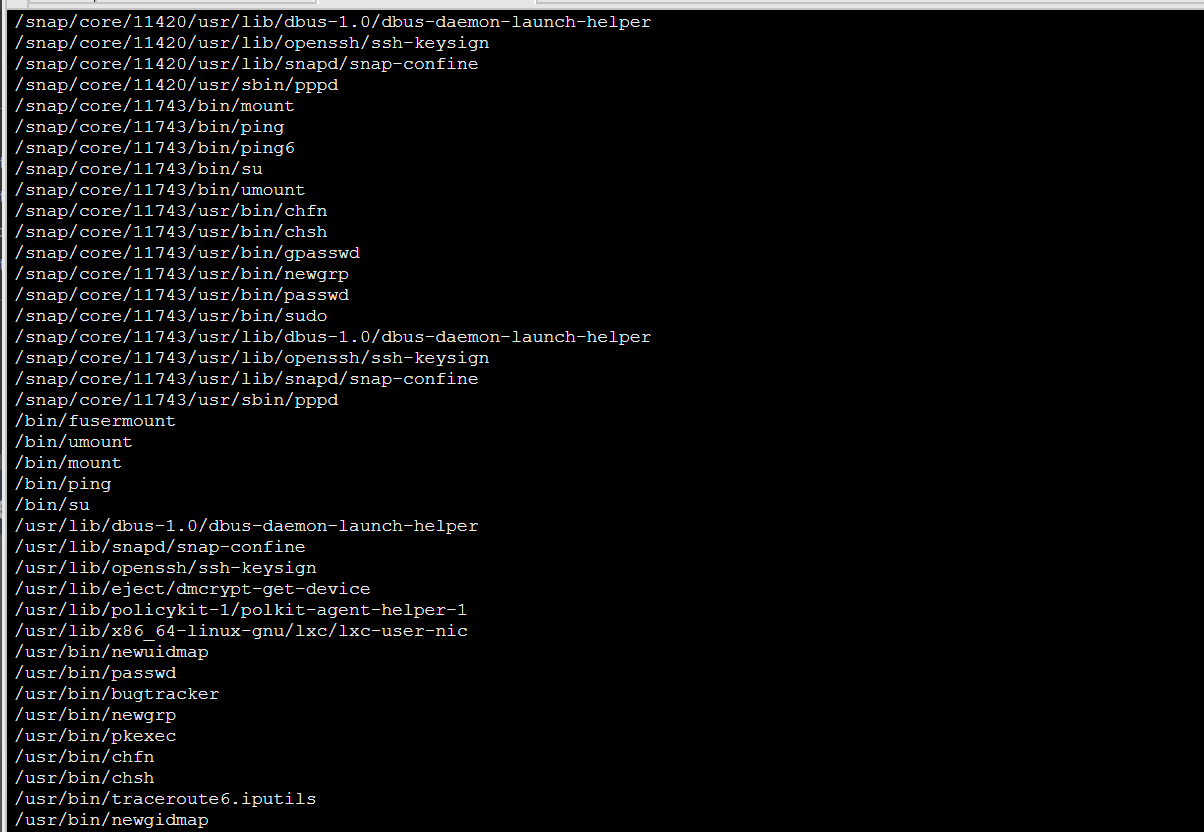 /snap/core/11420/usr/lib/dbus-1.0/dbus-daemon-launch-helper
/snap/core/11420/usr/lib/openssh/ssh-keysign
/snap/core/11420/usr/lib/snapd/snap-confine
/snap/core/11420/usr/sbin/pppd
/snap/core/11743/bin/mount
/snap/core/11743/bin/ping
/snap/core/11743/bin/ping6
/snap/core/11743/bin/su
/snap/core/11743/bin/umount
/snap/core/11743/usr/bin/chfn
/snap/core/11743/usr/bin/chsh
/snap/core/11743/usr/bin/gpasswd
/snap/core/11743/usr/bin/newgrp
/snap/core/11743/usr/bin/passwd
/snap/core/11743/usr/bin/sudo
/snap/core/11743/usr/lib/dbus-1.0/dbus-daemon-launch-helper
/snap/core/11743/usr/lib/openssh/ssh-keysign
/snap/core/11743/usr/lib/snapd/snap-confine
/snap/core/11743/usr/sbin/pppd
/bin/fusermount
/bin/umount
/bin/mount
/bin/ping
/bin/su
/usr/lib/dbus-1.0/dbus-daemon-launch-helper
/usr/lib/snapd/snap-confine
/usr/lib/openssh/ssh-keysign
/usr/lib/eject/dmcrypt-get-device
/usr/lib/policykit-1/polkit-agent-helper-1
/usr/lib/x86_64-linux-gnu/lxc/lxc-user-nic
/usr/bin/newuidmap
/usr/bin/passwd
/usr/bin/bugtracker
/usr/bin/newgrp
/usr/bin/pkexec
/usr/bin/chfn
/usr/bin/chsh
/usr/bin/traceroute6.iputils
/usr/bin/newgidmap